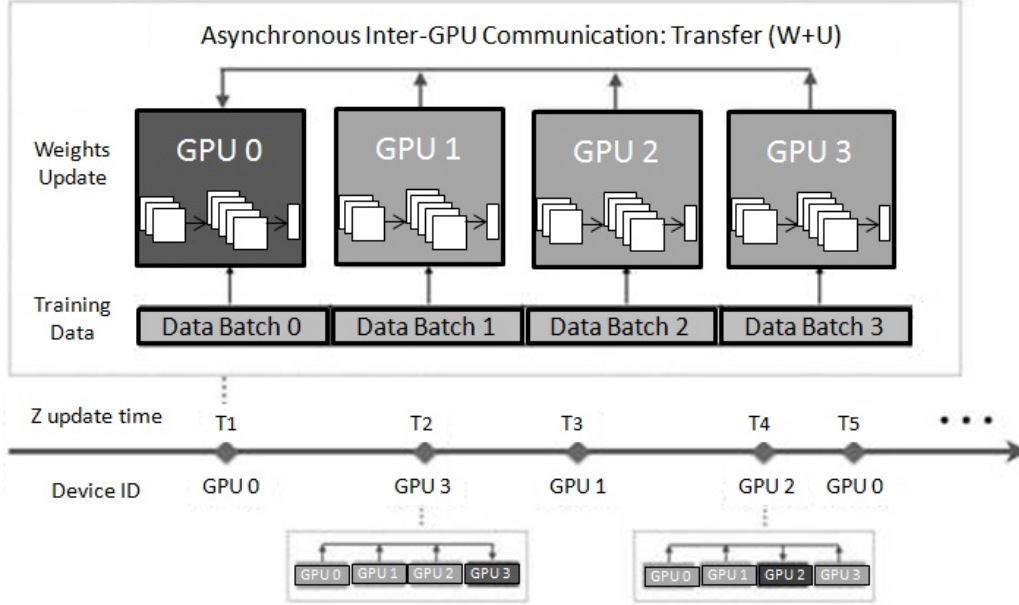 Asynchronous Inter-GPU Communication: Transfer (W+U)
Weights
Update
GPU 0
GPU 1
GPU 2
GPU 3
Training
Data
Data Batch 0
Data Batch 1
Data Batch 2
Data Batch 3
Z update time
T1
T2
T3
T4
T5
• • •
Device ID
GPU 0
GPU 3
GPU 1
GPU 2
GPU 0
GPU 0
GPU 1
GPU 2
GPU 3
GPU 0
GPU 1
GPU 2
GPU 3